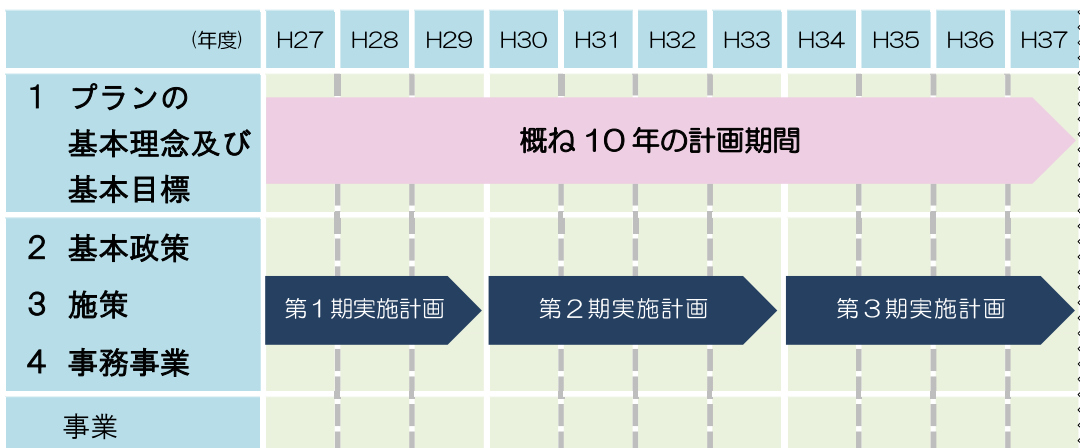 (年度) H27 H28 H29 H30 H31 H32 H33 H34 H35 H36 H37
1 プランの
基本理念及び
基本目標
概ね10年の計画期間
2 基本政策
3 施策
4 事務事業
第1期実施計画 第2期実施計画 第3期実施計画
事業